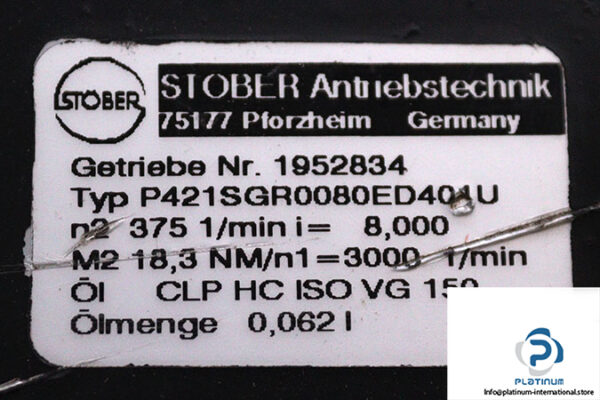 STÖBER
STÖBER Antriebstechnik
75177 Pforzheim Germany
Getriebe Nr. 1952834
Typ P421SGR0080ED401U
n2 375 1/min i= 8,000
M2 18,3 NM/n1=3000 1/min
Öl CLP HC ISO VG 150
Ölmenge 0,062 l
PLATINUM
info@platinum-international.store